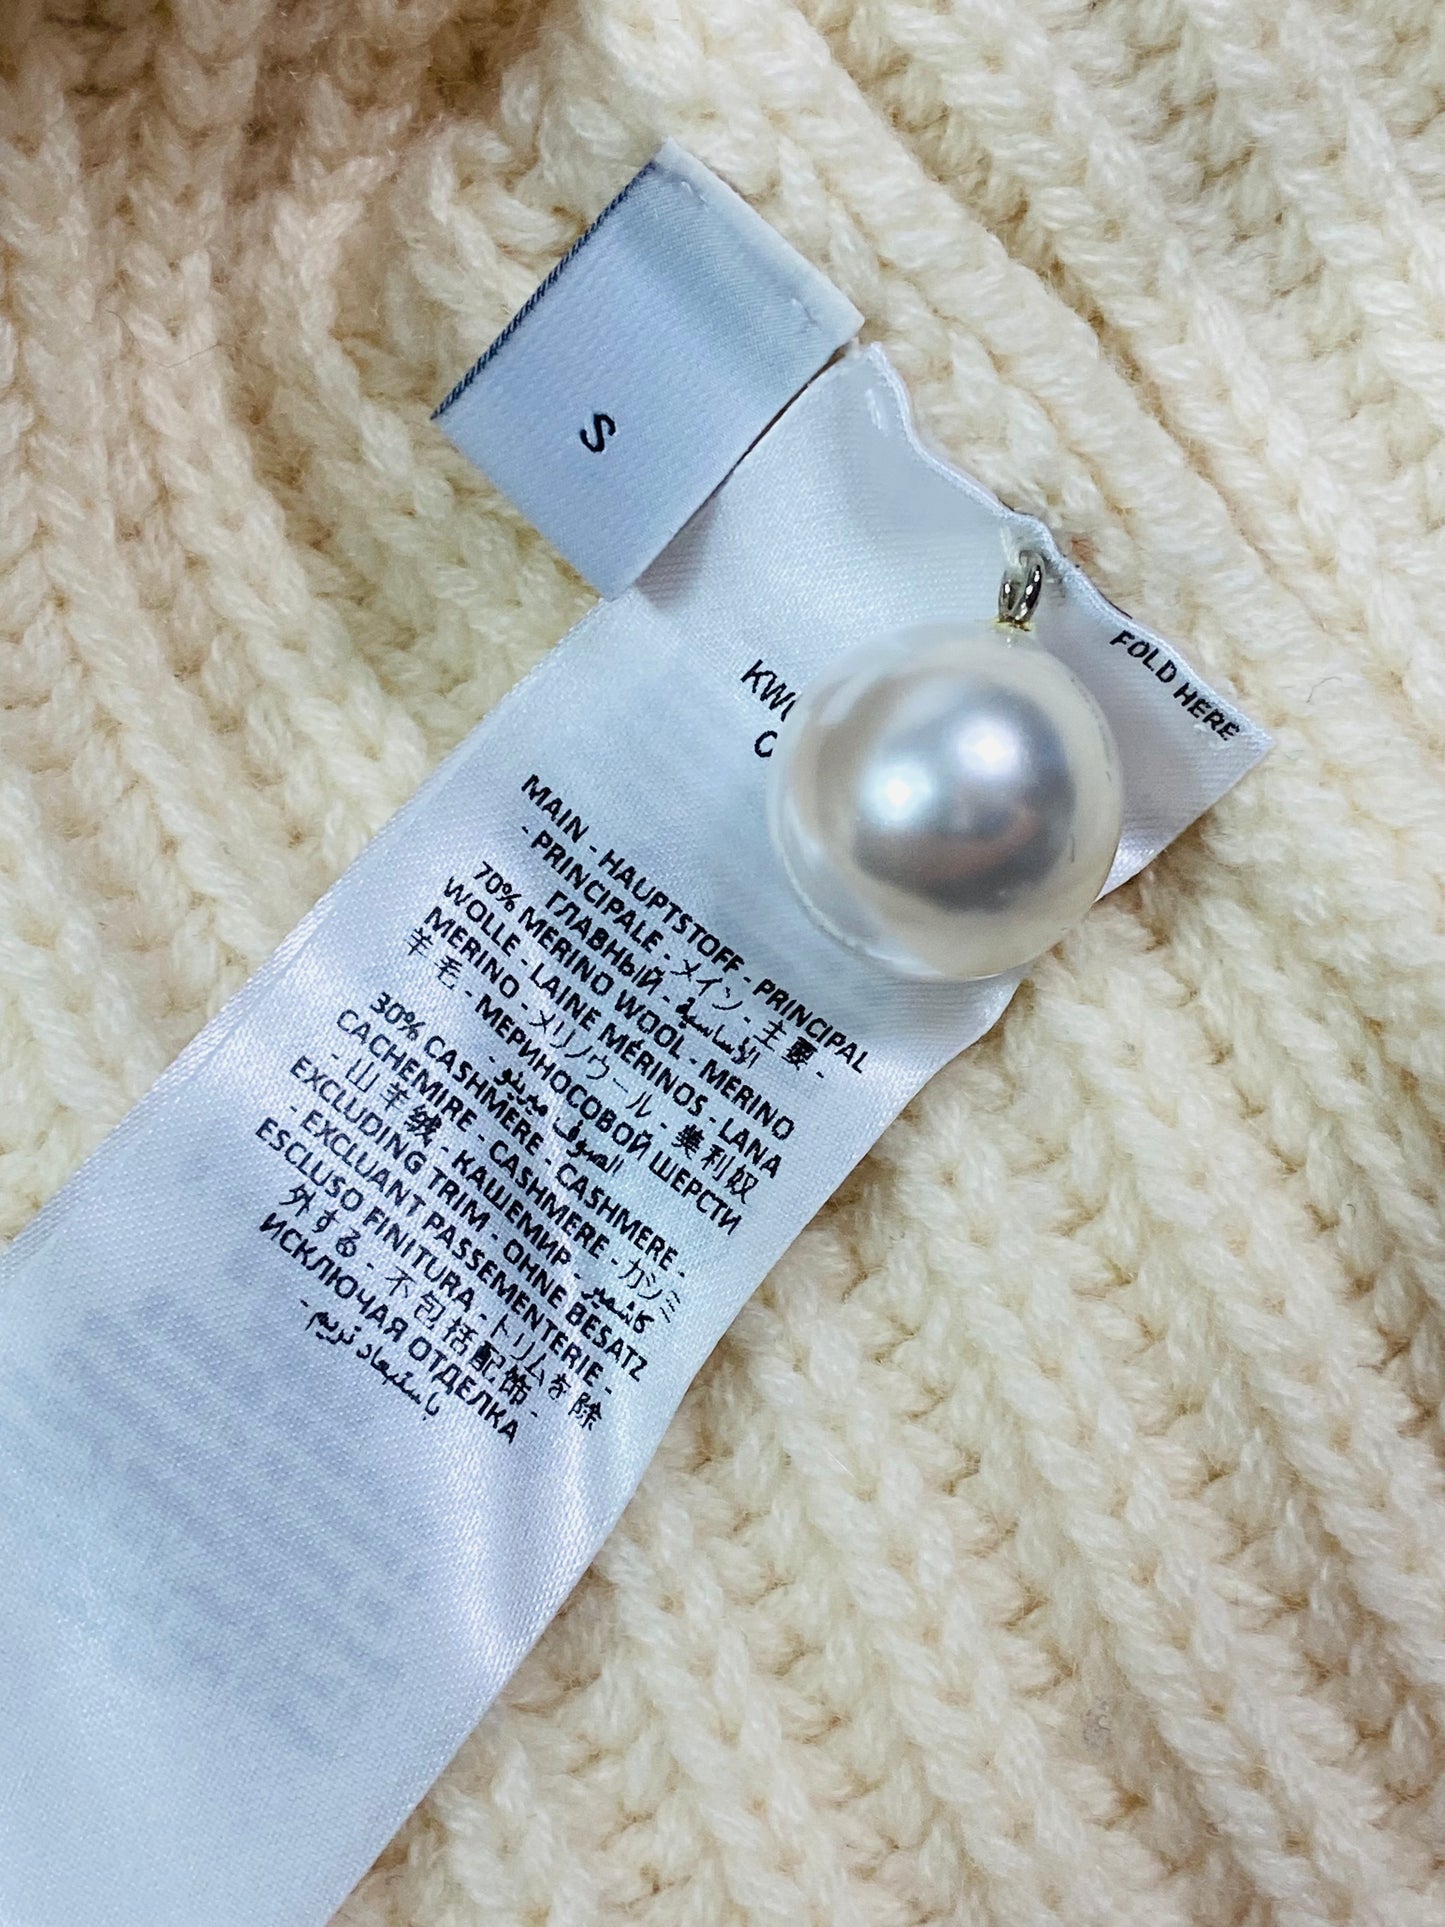 S
FOLD HERE
MAIN - HAUPTSTOFF - PRINCIPAL
- PRINCIPALE - メイン - 主要 -
ГЛАВНЫЙ - الأساسية
70% MERINO WOOL - MERINO
WOLLE - LAINE MÉRINOS - LANA
MERINO - メリノウール - 美利奴
羊毛 - МЕРИНОСОВОЙ ШЕРСТИ
- الصوف ميرينو
30% CASHMERE - CASHMERE -
CACHEMIRE - CASHMERE - カシミ
- 山羊绒 - КАШЕМИР - كاشمير
EXCLUDING TRIM - OHNE BESATZ
- EXCLUANT PASSEMENTERIE -
ESCLUSO FINITURA - トリムを除
外する - 不包括配饰 -
ИСКЛЮЧАЯ ОТДЕЛКА
- باستبعاد تريم